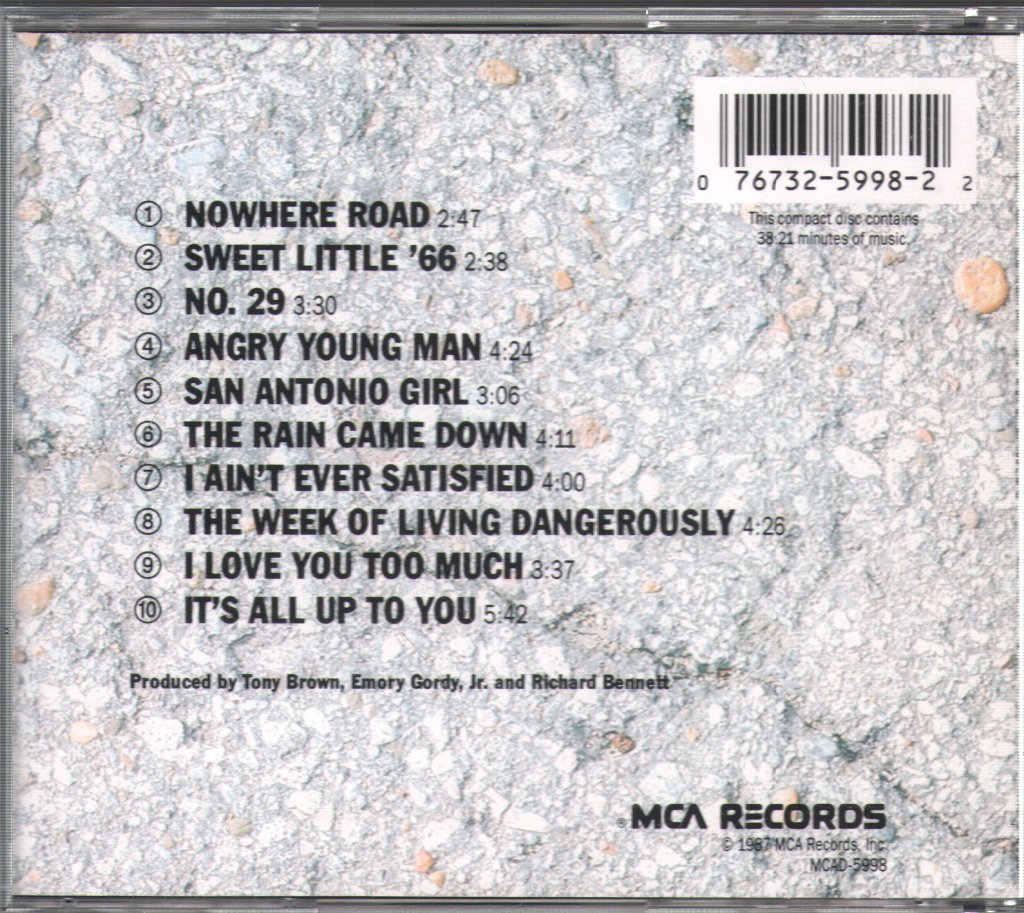 0 76732-5998-2 2
This compact disc contains
38:21 minutes of music.
① NOWHERE ROAD 2:47
② SWEET LITTLE '66 2:38
③ NO. 29 3:30
④ ANGRY YOUNG MAN 4:24
⑤ SAN ANTONIO GIRL 3:06
⑥ THE RAIN CAME DOWN 4:11
⑦ I AIN'T EVER SATISFIED 4:00
⑧ THE WEEK OF LIVING DANGEROUSLY 4:26
⑨ I LOVE YOU TOO MUCH 3:37
⑩ IT'S ALL UP TO YOU 5:42
Produced by Tony Brown, Emory Gordy, Jr. and Richard Bennett
MCA RECORDS
© 1987 MCA Records, Inc.
MCAD-5998